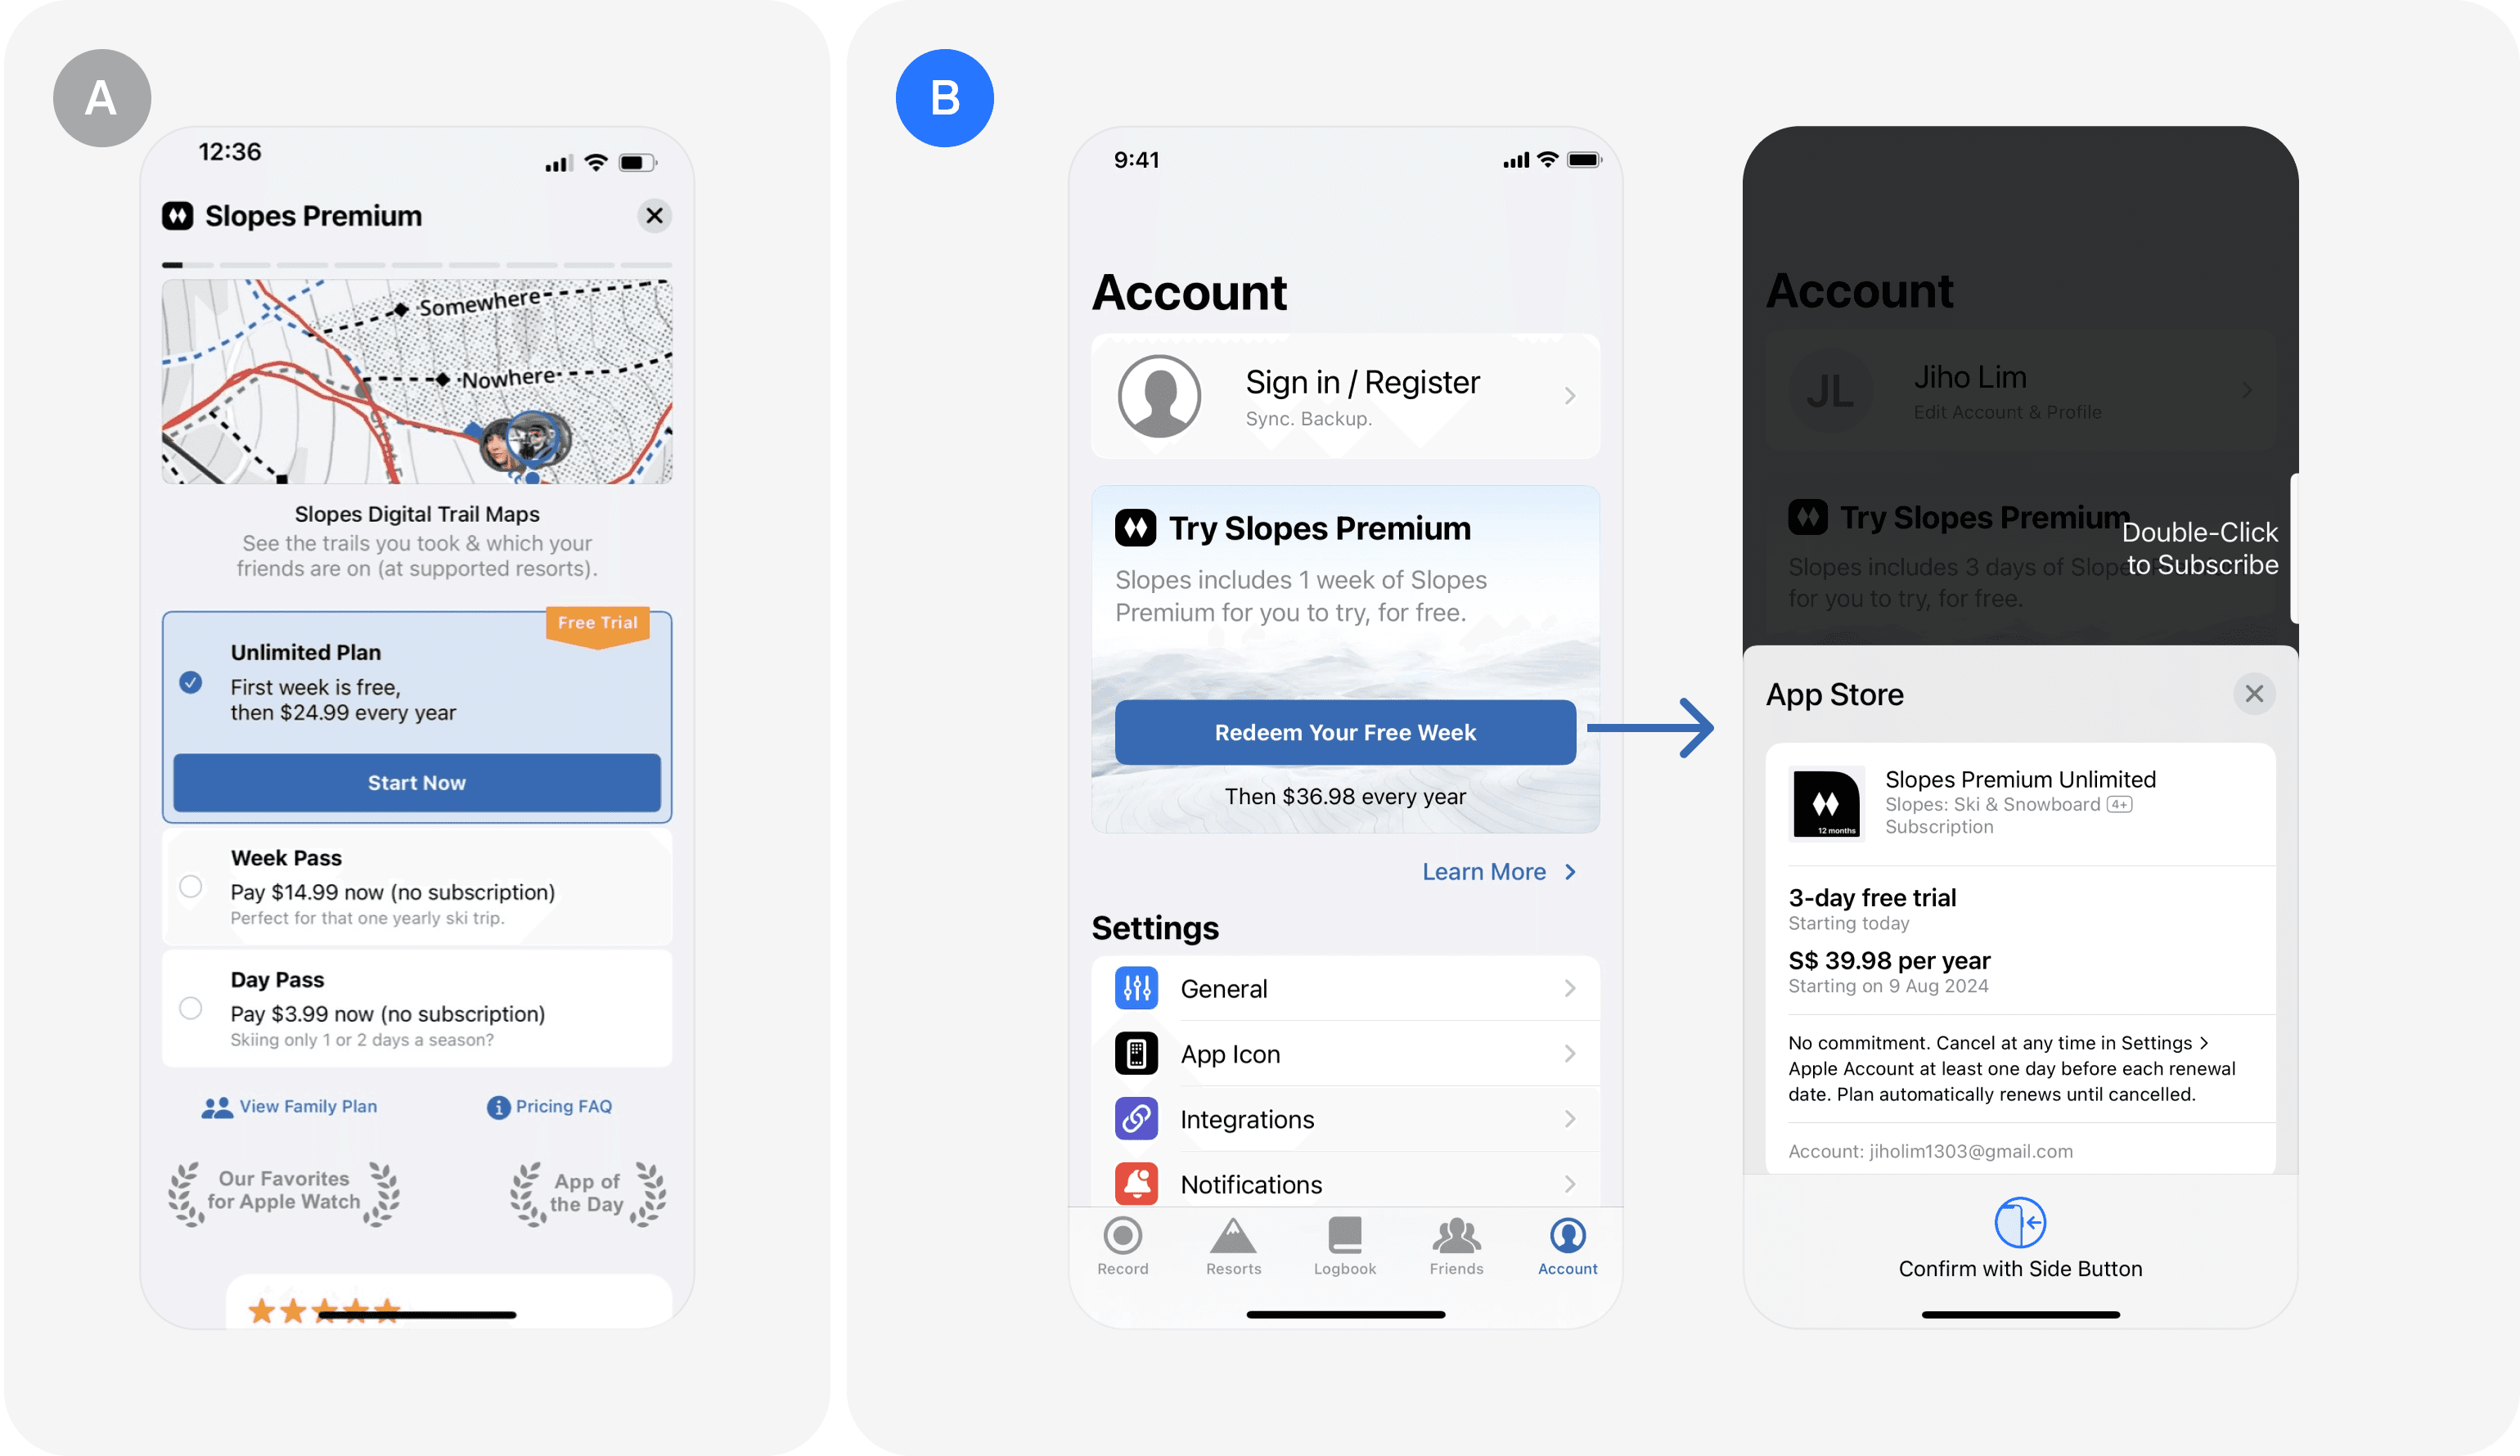 A
12:36
Slopes Premium
Somewhere
Nowhere
Slopes Digital Trail Maps
See the trails you took & which your
friends are on (at supported resorts).
Free Trial
Unlimited Plan
First week is free,
then $24.99 every year
Start Now
Week Pass
Pay $14.99 now (no subscription)
Perfect for that one yearly ski trip.
Day Pass
Pay $3.99 now (no subscription)
Skiing only 1 or 2 days a season?
View Family Plan
Pricing FAQ
Our Favorites
for Apple Watch
App of
the Day
B
9:41
Account
Sign in / Register
Sync. Backup.
Try Slopes Premium
Slopes includes 1 week of Slopes
Premium for you to try, for free.
Redeem Your Free Week
Then $36.98 every year
Learn More
Settings
General
App Icon
Integrations
Notifications
Record
Resorts
Logbook
Friends
Account
Account
JL
Jiho Lim
Edit Account & Profile
Try Slopes Premium
Double-Click
to Subscribe
Slopes includes 3 days of Slope
for you to try, for free.
App Store
12 months
Slopes Premium Unlimited
Slopes: Ski & Snowboard 4+
Subscription
3-day free trial
Starting today
S$ 39.98 per year
Starting on 9 Aug 2024
No commitment. Cancel at any time in Settings >
Apple Account at least one day before each renewal
date. Plan automatically renews until cancelled.
Account: jiholim1303@gmail.com
Confirm with Side Button